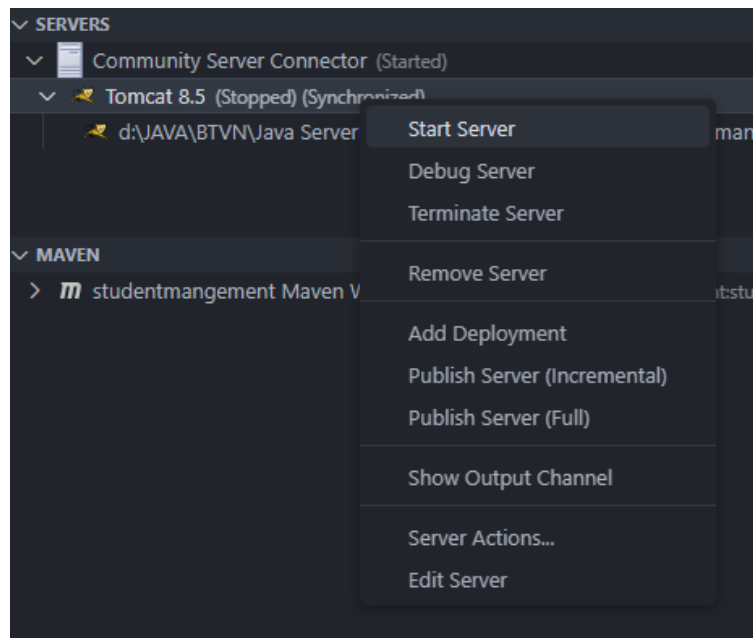 SERVERS
Community Server Connector (Started)
Tomcat 8.5 (Stopped) (Synchronized)
d:\JAVA\BTVN\Java Server
Start Server
Debug Server
Terminate Server
Remove Server
Add Deployment
Publish Server (Incremental)
Publish Server (Full)
Show Output Channel
Server Actions...
Edit Server
MAVEN
studentmangement Maven